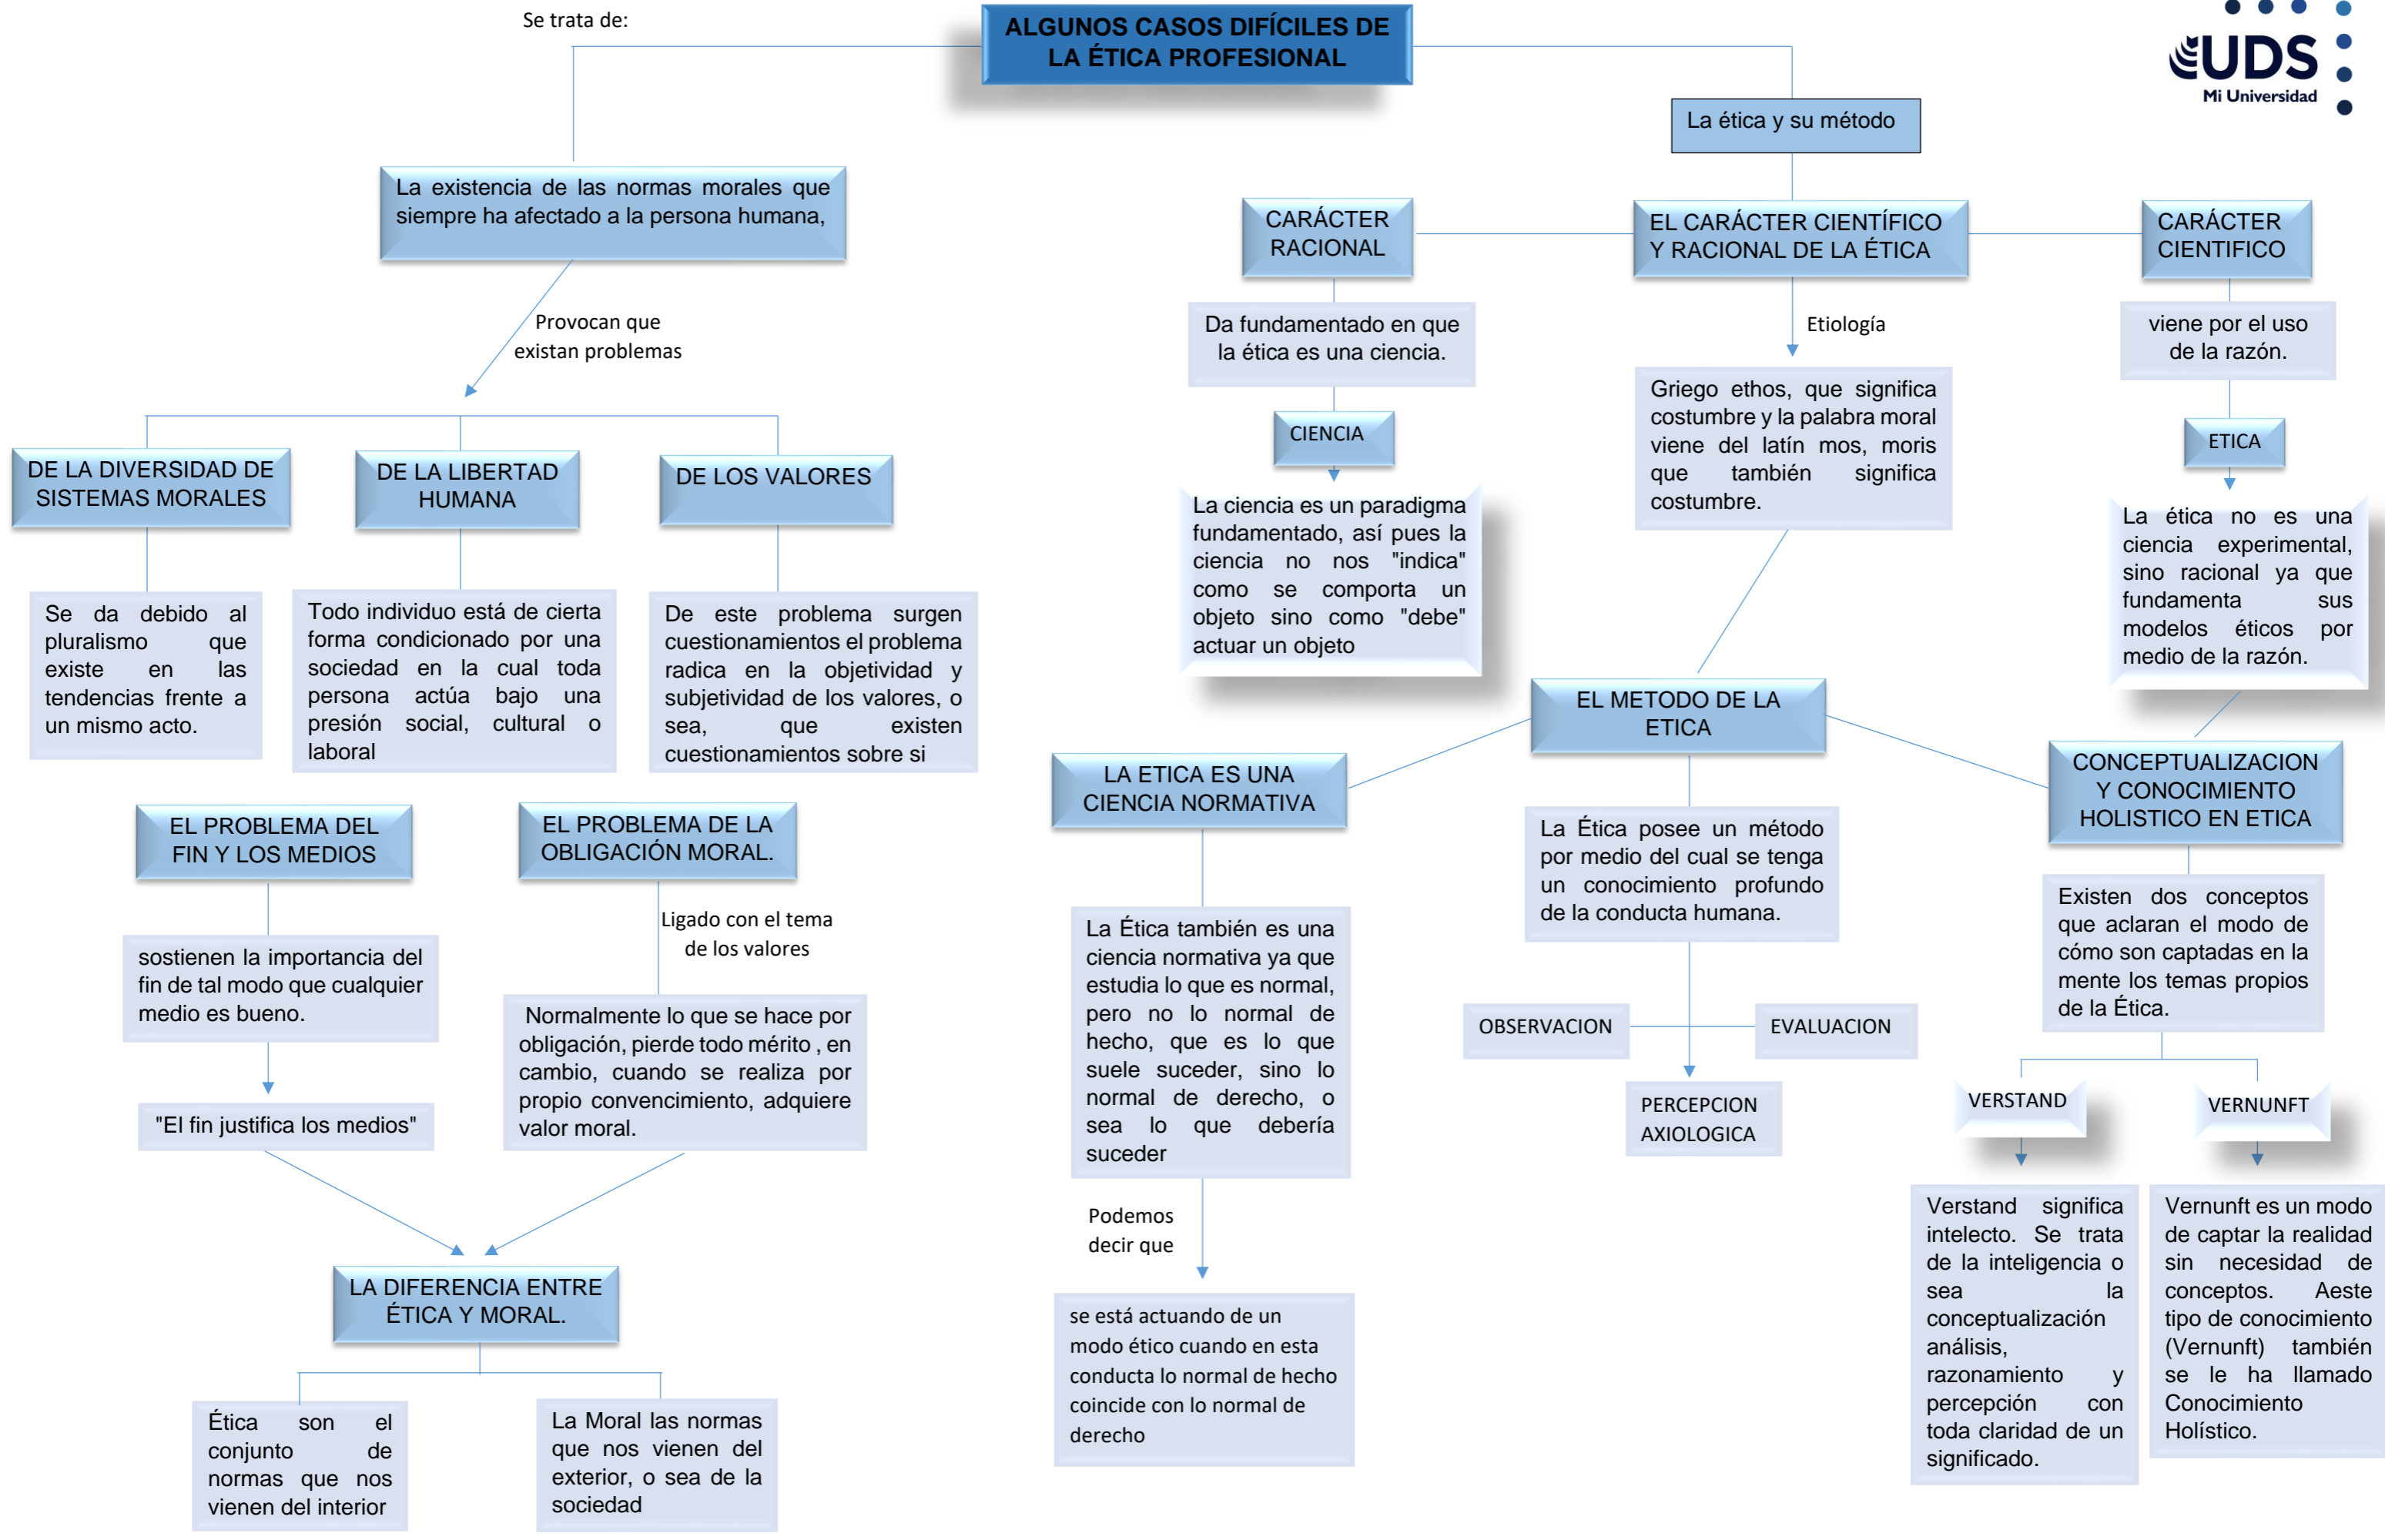 Se trata de:
ALGUNOS CASOS DIFÍCILES DE
LA ÉTICA PROFESIONAL
UDS
Mi Universidad
La existencia de las normas morales que
siempre ha afectado a la persona humana,
Provocan que
existan problemas
DE LA DIVERSIDAD DE
SISTEMAS MORALES
Se da debido al
pluralismo que
existe en las
tendencias frente a
un mismo acto.
DE LA LIBERTAD
HUMANA
Todo individuo está de cierta
forma condicionado por una
sociedad en la cual toda
persona actúa bajo una
presión social, cultural o
laboral
DE LOS VALORES
De este problema surgen
cuestionamientos el problema
radica en la objetividad y
subjetividad de los valores, o
sea, que existen
cuestionamientos sobre si
EL PROBLEMA DEL
FIN Y LOS MEDIOS
sostienen la importancia del
fin de tal modo que cualquier
medio es bueno.
"El fin justifica los medios"
EL PROBLEMA DE LA
OBLIGACIÓN MORAL.
Ligado con el tema
de los valores
Normalmente lo que se hace por
obligación, pierde todo mérito , en
cambio, cuando se realiza por
propio convencimiento, adquiere
valor moral.
LA DIFERENCIA ENTRE
ÉTICA Y MORAL.
Ética son el
conjunto de
normas que nos
vienen del interior
La Moral las normas
que nos vienen del
exterior, o sea de la
sociedad
La ética y su método
CARÁCTER
RACIONAL
Da fundamentado en que
la ética es una ciencia.
CIENCIA
La ciencia es un paradigma
fundamentado, así pues la
ciencia no nos "indica"
como se comporta un
objeto sino como "debe"
actuar un objeto
EL CARÁCTER CIENTÍFICO
Y RACIONAL DE LA ÉTICA
Etiología
Griego ethos, que significa
costumbre y la palabra moral
viene del latín mos, moris
que también significa
costumbre.
CARÁCTER
CIENTIFICO
viene por el uso
de la razón.
ETICA
La ética no es una
ciencia experimental,
sino racional ya que
fundamenta sus
modelos éticos por
medio de la razón.
EL METODO DE LA
ETICA
LA ETICA ES UNA
CIENCIA NORMATIVA
La Ética también es una
ciencia normativa ya que
estudia lo que es normal,
pero no lo normal de
hecho, que es lo que
suele suceder, sino lo
normal de derecho, o
sea lo que debería
suceder
Podemos
decir que
se está actuando de un
modo ético cuando en esta
conducta lo normal de hecho
coincide con lo normal de
derecho
La Ética posee un método
por medio del cual se tenga
un conocimiento profundo
de la conducta humana.
OBSERVACION
EVALUACION
PERCEPCION
AXIOLOGICA
CONCEPTUALIZACION
Y CONOCIMIENTO
HOLISTICO EN ETICA
Existen dos conceptos
que aclaran el modo de
cómo son captadas en la
mente los temas propios
de la Ética.
VERSTAND
Verstand significa
intelecto. Se trata
de la inteligencia o
sea la
conceptualización
análisis,
razonamiento y
percepción con
toda claridad de un
significado.
VERNUNFT
Vernunft es un modo
de captar la realidad
sin necesidad de
conceptos. Aeste
tipo de conocimiento
(Vernunft) también
se le ha llamado
Conocimiento
Holístico.